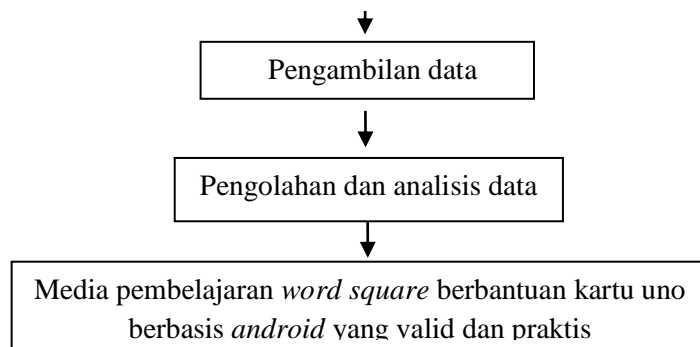 Pengambilan data
Pengolahan dan analisis data
Media pembelajaran word square berbantuan kartu uno
berbasis android yang valid dan praktis